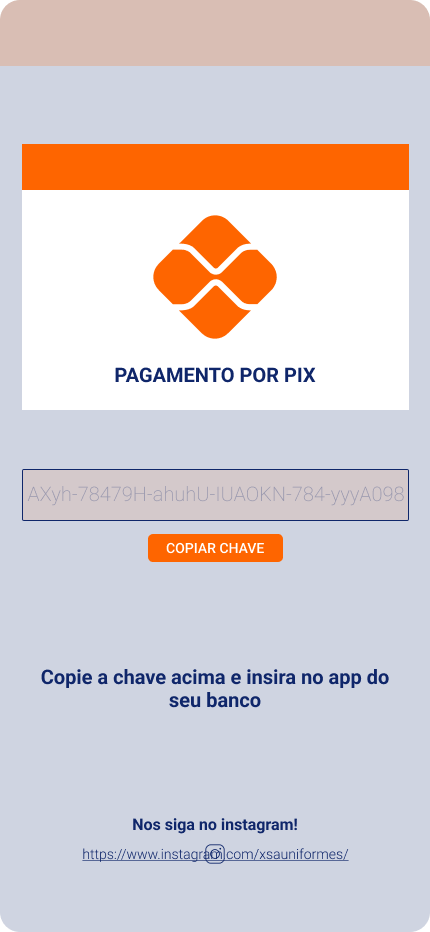 PAGAMENTO POR PIX
AXyh-78479H-ahuhU-IUAOKN-784-yyyA098
COPIAR CHAVE
Copie a chave acima e insira no app do
seu banco
Nos siga no instagram!
https://www.instagram.com/xsauniformes/